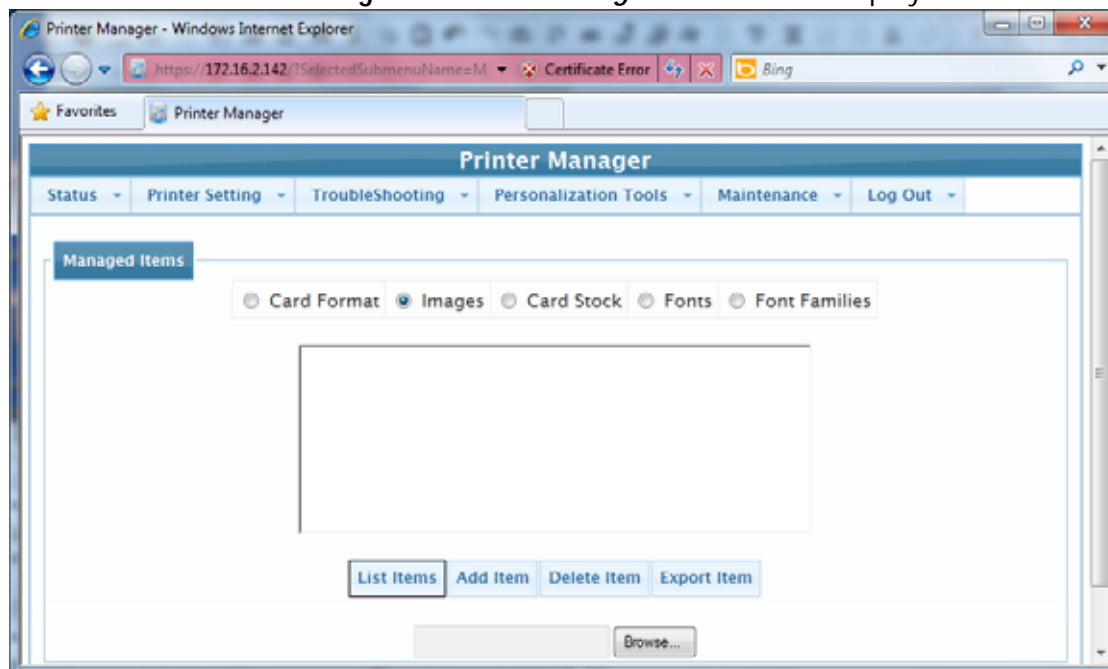 Printer Manager - Windows Internet Explorer
https://172.16.2.142/?SelectedSubmenuName=M Certificate Error Bing
Favorites Printer Manager
Printer Manager
Status Printer Setting TroubleShooting Personalization Tools Maintenance Log Out
Managed Items
Card Format Images Card Stock Fonts Font Families
List Items Add Item Delete Item Export Item
Browse...